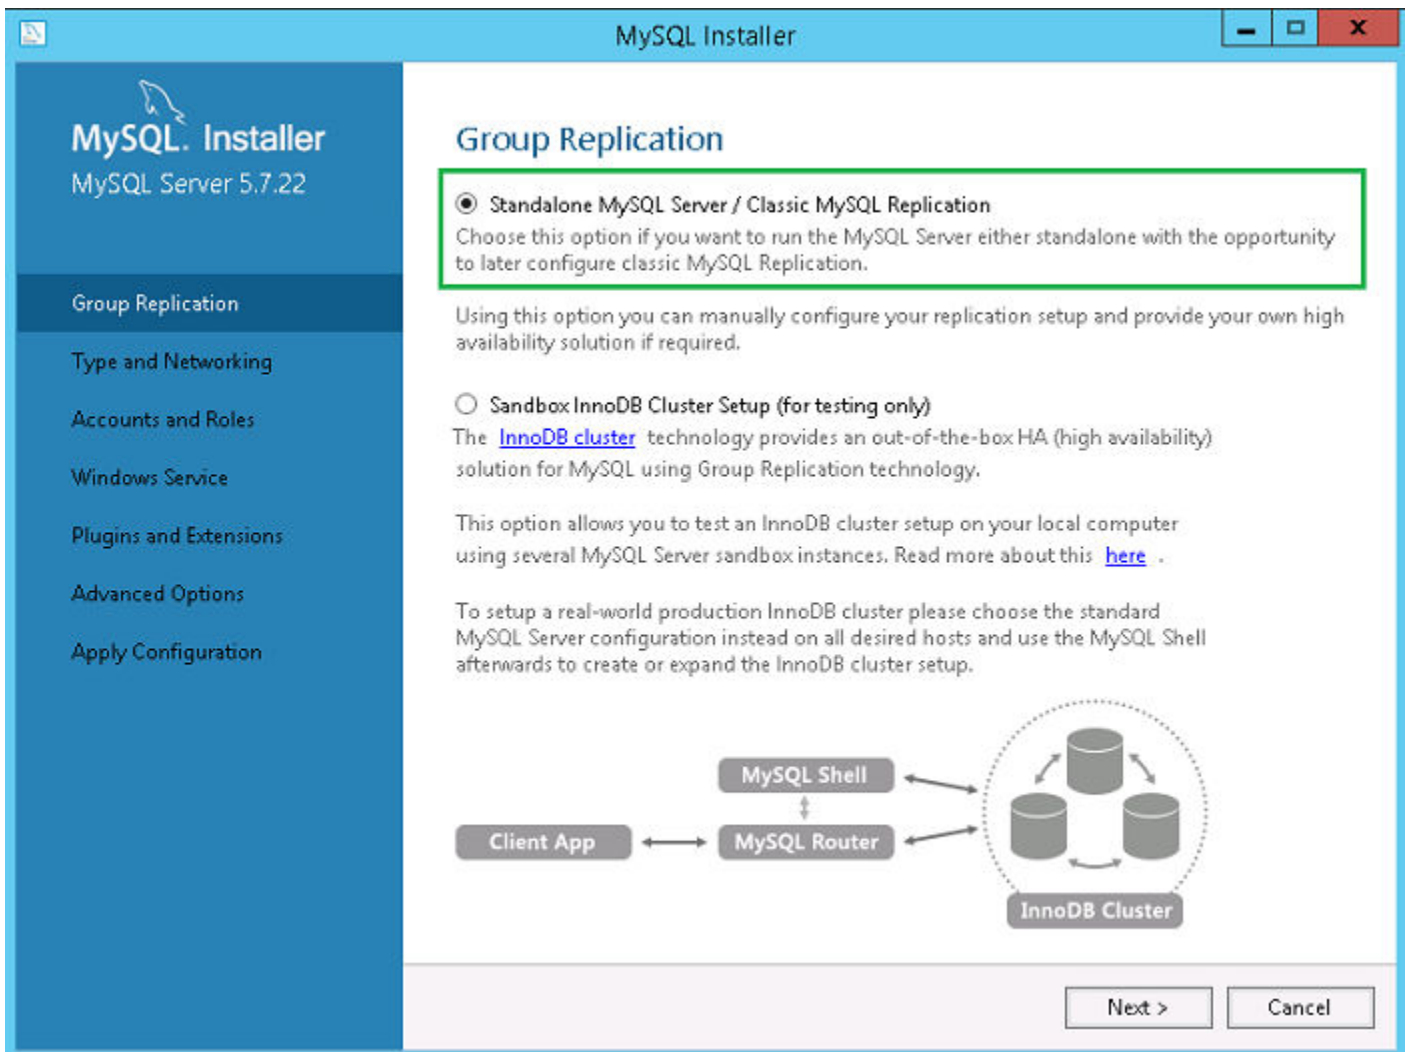 MySQL Installer
MySQL. Installer
MySQL Server 5.7.22
Group Replication
Type and Networking
Accounts and Roles
Windows Service
Plugins and Extensions
Advanced Options
Apply Configuration
Group Replication
Standalone MySQL Server / Classic MySQL Replication
Choose this option if you want to run the MySQL Server either standalone with the opportunity
to later configure classic MySQL Replication.
Using this option you can manually configure your replication setup and provide your own high
availability solution if required.
Sandbox InnoDB Cluster Setup (for testing only)
The InnoDB cluster technology provides an out-of-the-box HA (high availability)
solution for MySQL using Group Replication technology.
This option allows you to test an InnoDB cluster setup on your local computer
using several MySQL Server sandbox instances. Read more about this here .
To setup a real-world production InnoDB cluster please choose the standard
MySQL Server configuration instead on all desired hosts and use the MySQL Shell
afterwards to create or expand the InnoDB cluster setup.
MySQL Shell
Client App
MySQL Router
InnoDB Cluster
Next >
Cancel